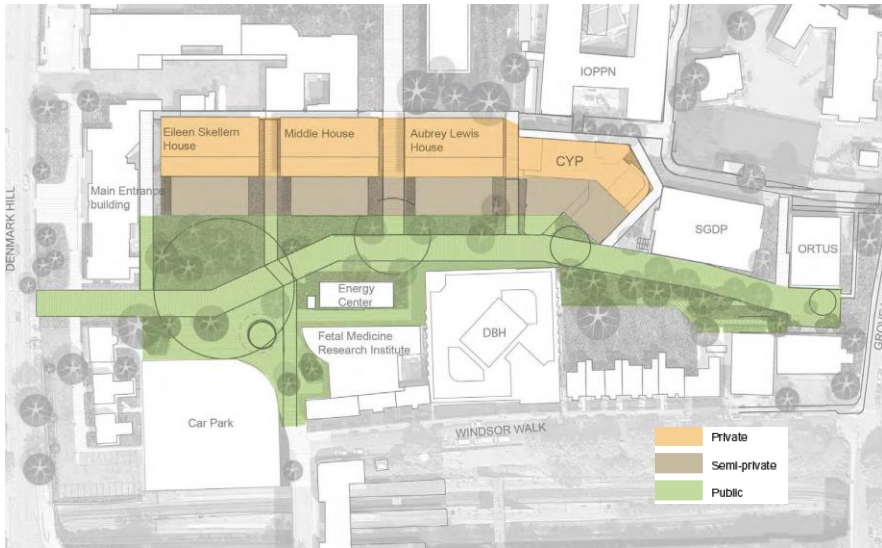 IOPPN
Eileen Skellern
House
Middle House
Aubrey Lewis
House
CYP
Main Entrance
building
SGDP
ORTUS
DENMARK HILL
Energy
Center
DBH
Fetal Medicine
Research Institute
Car Park
WINDSOR WALK
Private
Semi-private
Public